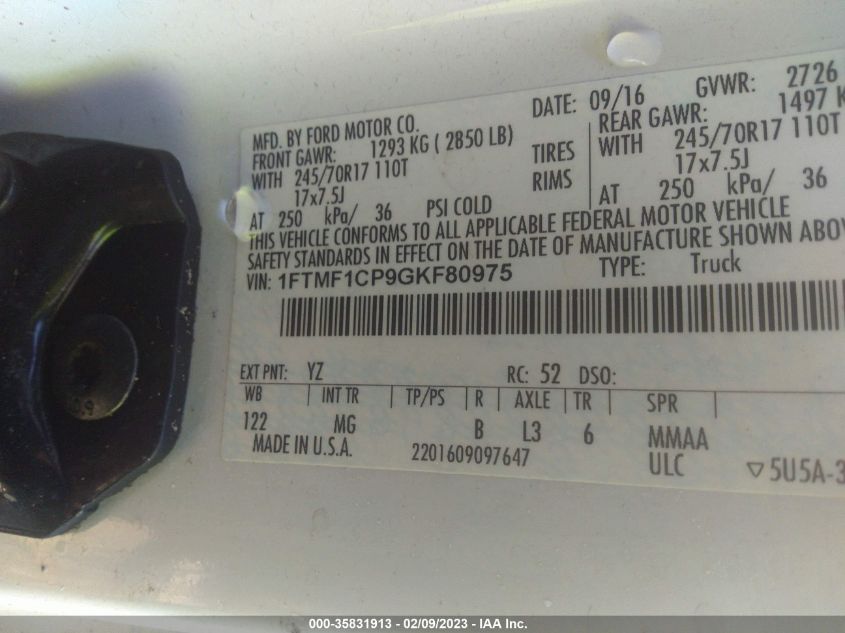 MFD. BY FORD MOTOR CO. DATE: 09/16 GVWR: 2726
FRONT GAWR: 1293 KG ( 2850 LB) REAR GAWR: 1497 K
WITH 245/70R17 110T TIRES WITH 245/70R17 110T
17x7.5J RIMS 17x7.5J
AT 250 kPa/ 36 PSI COLD AT 250 kPa/ 36
THIS VEHICLE CONFORMS TO ALL APPLICABLE FEDERAL MOTOR VEHICLE
SAFETY STANDARDS IN EFFECT ON THE DATE OF MANUFACTURE SHOWN ABOV
VIN: 1FTMF1CP9GKF80975 TYPE: Truck
EXT PNT: YZ RC: 52 DSO:
WB INT TR TP/PS R AXLE TR SPR
122 MG B L3 6 MMAA
MADE IN U.S.A. 2201609097647 ULC ▽5U5A-3
39
000-35831913 — 02/09/2023 — IAA Inc.